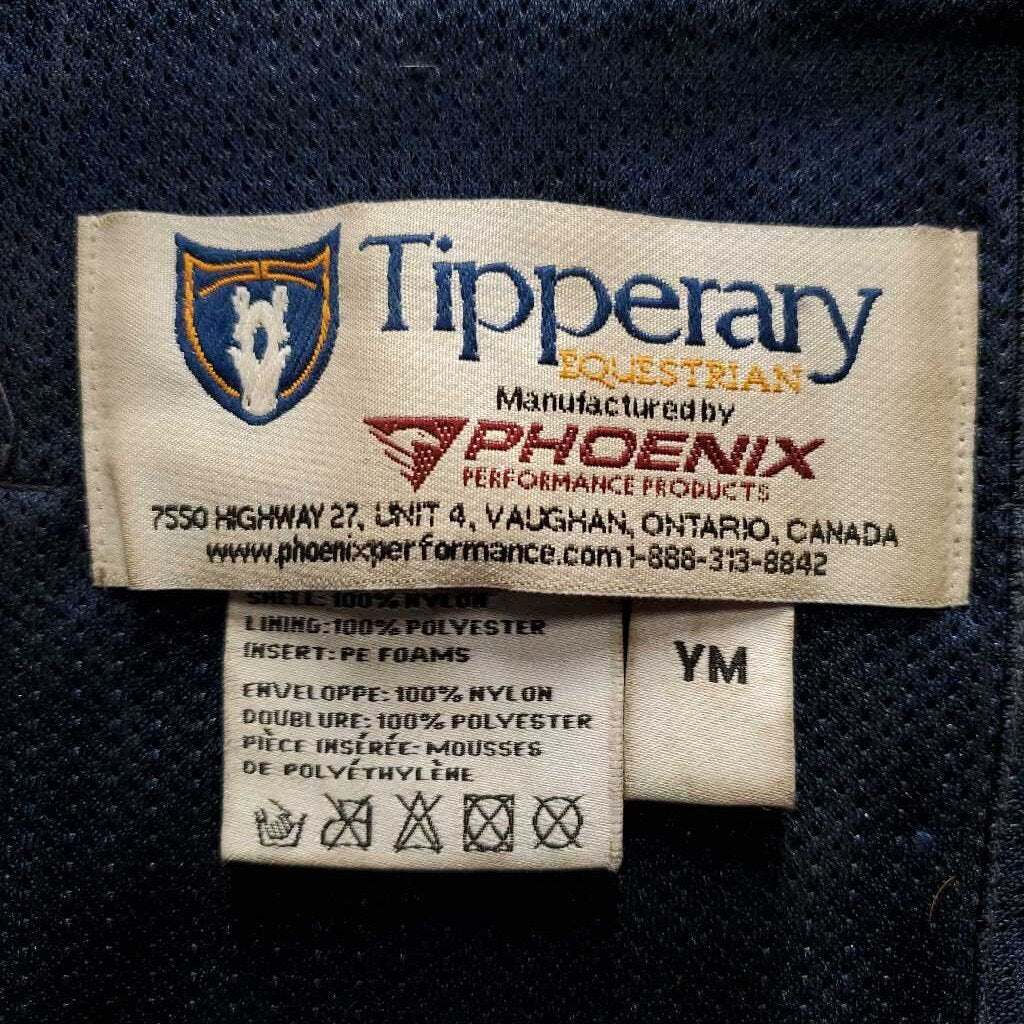 Tipperary
EQUESTRIAN
Manufactured by
PHOENIX
PERFORMANCE PRODUCTS
7550 HIGHWAY 27, UNIT 4, VAUGHAN, ONTARIO, CANADA
www.phoenixperformance.com 1-888-313-8842
SHELL: 100% NYLON
LINING: 100% POLYESTER
INSERT: PE FOAMS
ENVELOPPE: 100% NYLON
DOUBLURE: 100% POLYESTER
PIÈCE INSÉRÉE-MOUSSES
DE POLYÉTHYLÈNE
YM